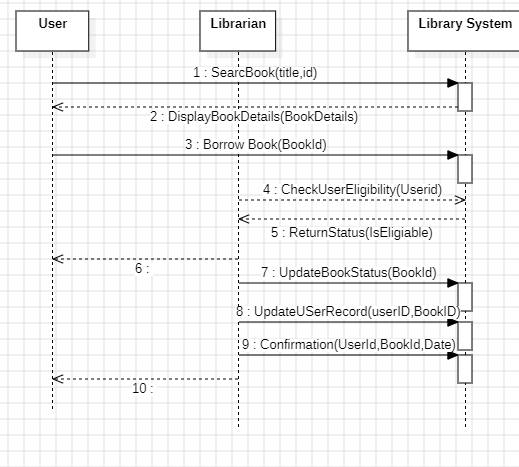 User
Librarian
Library System
1 : SearcBook(title,id)
2 : DisplayBookDetails(BookDetails)
3 : Borrow Book(BookId)
4 : CheckUserEligibility(Userid)
5 : ReturnStatus(IsEligiable)
6 :
7 : UpdateBookStatus(BookId)
8 : UpdateUSerRecord(userID,BookID)
9 : Confirmation(UserId,BookId,Date)
10 :